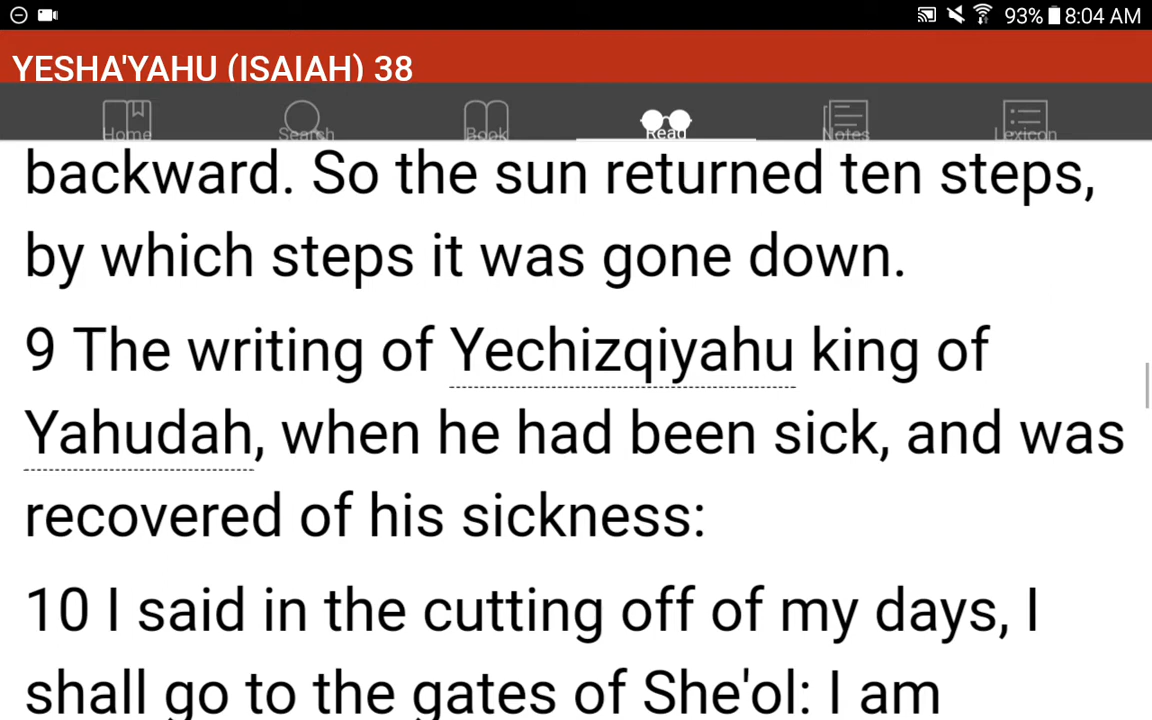 93% 8:04 AM
YESHA'YAHU (ISAIAH) 38
Home Search Book Read Notes Lexicon
backward. So the sun returned ten steps,
by which steps it was gone down.
9 The writing of Yechizqiyahu king of
Yahudah, when he had been sick, and was
recovered of his sickness:
10 I said in the cutting off of my days, I
shall go to the gates of She'ol: I am